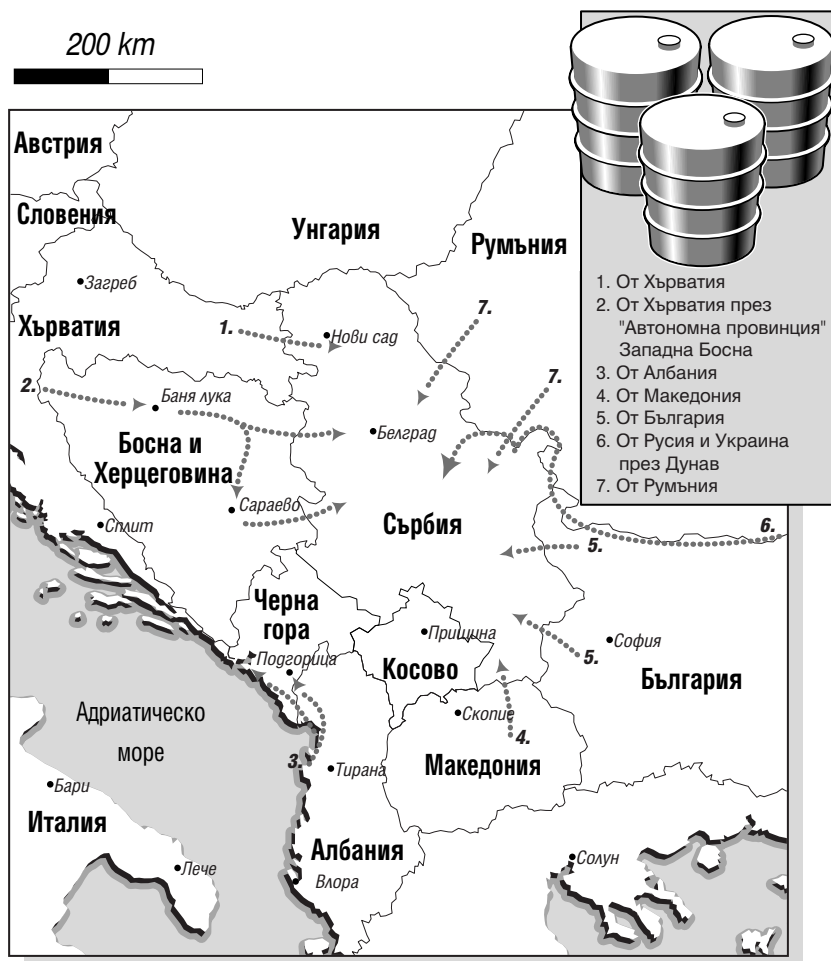 200 km
Австрия
Словения
Унгария
Румъния
Загреб
Хърватия
1.
Нови сад
7.
2.
Баня лука
7.
Белград
Босна и
Херцеговина
Сараево
Сплит
Сърбия
6.
5.
Черна
гора
Прищина
София
Подгорица
Косово
5.
България
Скопие
4.
Адриатическо
море
3.
Тирана
Македония
Бари
Италия
Албания
Лече
Влора
Солун
1. От Хърватия
2. От Хърватия през
"Автономна провинция"
Западна Босна
3. От Албания
4. От Македония
5. От България
6. От Русия и Украина
през Дунав
7. От Румъния